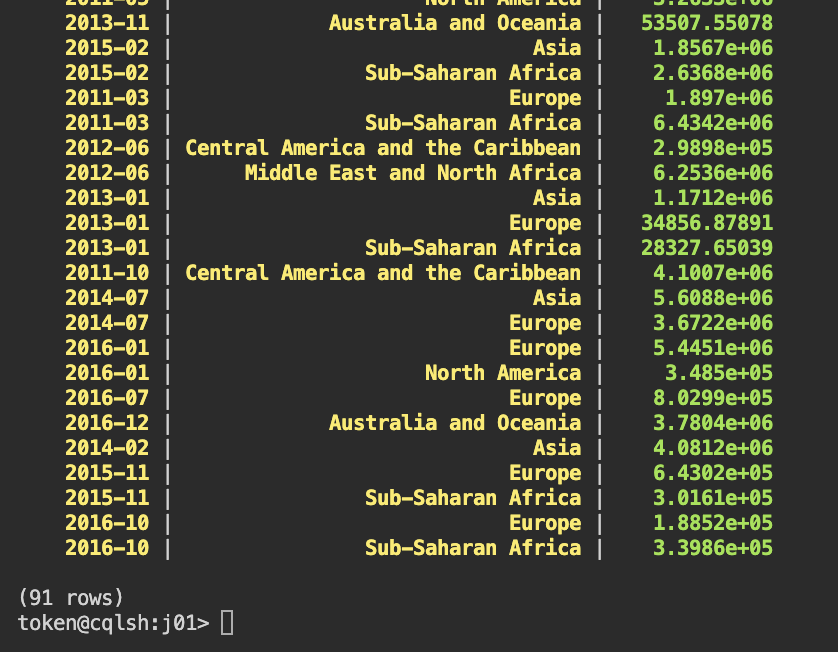 2013-11 | Australia and Oceania | 53507.55078
2015-02 | Asia | 1.8567e+06
2015-02 | Sub-Saharan Africa | 2.6368e+06
2011-03 | Europe | 1.897e+06
2011-03 | Sub-Saharan Africa | 6.4342e+06
2012-06 | Central America and the Caribbean | 2.9898e+05
2012-06 | Middle East and North Africa | 6.2536e+06
2013-01 | Asia | 1.1712e+06
2013-01 | Europe | 34856.87891
2013-01 | Sub-Saharan Africa | 28327.65039
2011-10 | Central America and the Caribbean | 4.1007e+06
2014-07 | Asia | 5.6088e+06
2014-07 | Europe | 3.6722e+06
2016-01 | Europe | 5.4451e+06
2016-01 | North America | 3.485e+05
2016-07 | Europe | 8.0299e+05
2016-12 | Australia and Oceania | 3.7804e+06
2014-02 | Asia | 4.0812e+06
2015-11 | Europe | 6.4302e+05
2015-11 | Sub-Saharan Africa | 3.0161e+05
2016-10 | Europe | 1.8852e+05
2016-10 | Sub-Saharan Africa | 3.3986e+05
(91 rows)
token@cqlsh:j01>